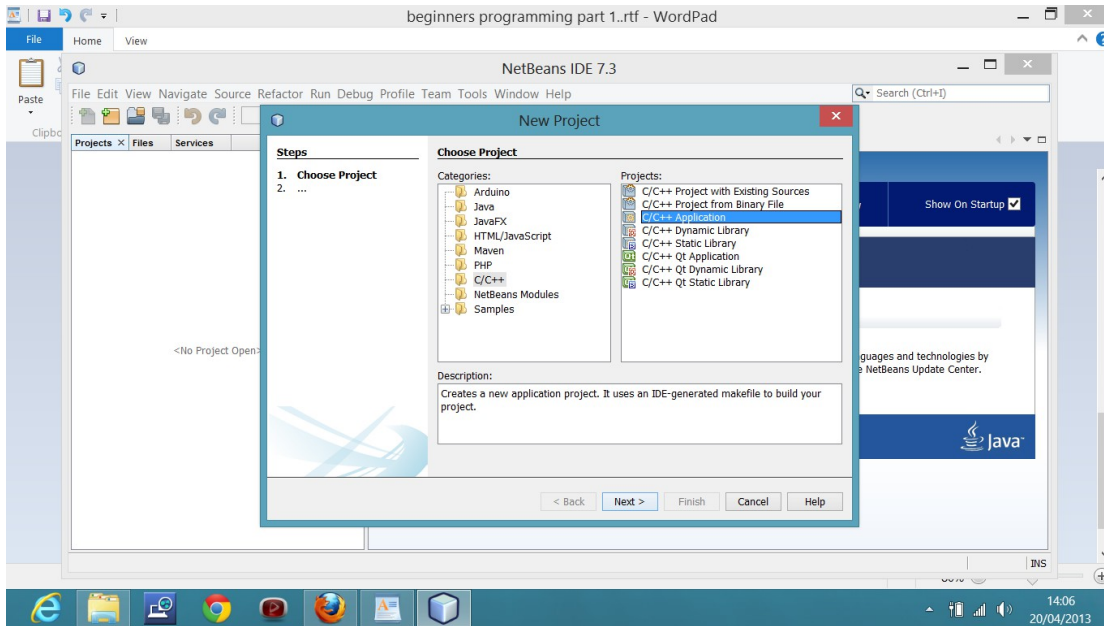 beginners programming part 1..rtf - WordPad
File Home View
Paste
NetBeans IDE 7.3
File Edit View Navigate Source Refactor Run Debug Profile Team Tools Window Help
Search (Ctrl+I)
Projects Files Services
<No Project Open>
New Project
Steps
1. Choose Project
2. ...
Choose Project
Categories:
Arduino
Java
JavaFX
HTML/JavaScript
Maven
PHP
C/C++
NetBeans Modules
Samples
Projects:
C/C++ Project with Existing Sources
C/C++ Project from Binary File
C/C++ Application
C/C++ Dynamic Library
C/C++ Static Library
C/C++ Qt Application
C/C++ Qt Dynamic Library
C/C++ Qt Static Library
Description:
Creates a new application project. It uses an IDE-generated makefile to build your
project.
< Back Next > Finish Cancel Help
Show On Startup
guages and technologies by
NetBeans Update Center.
Java
INS
14:06
20/04/2013